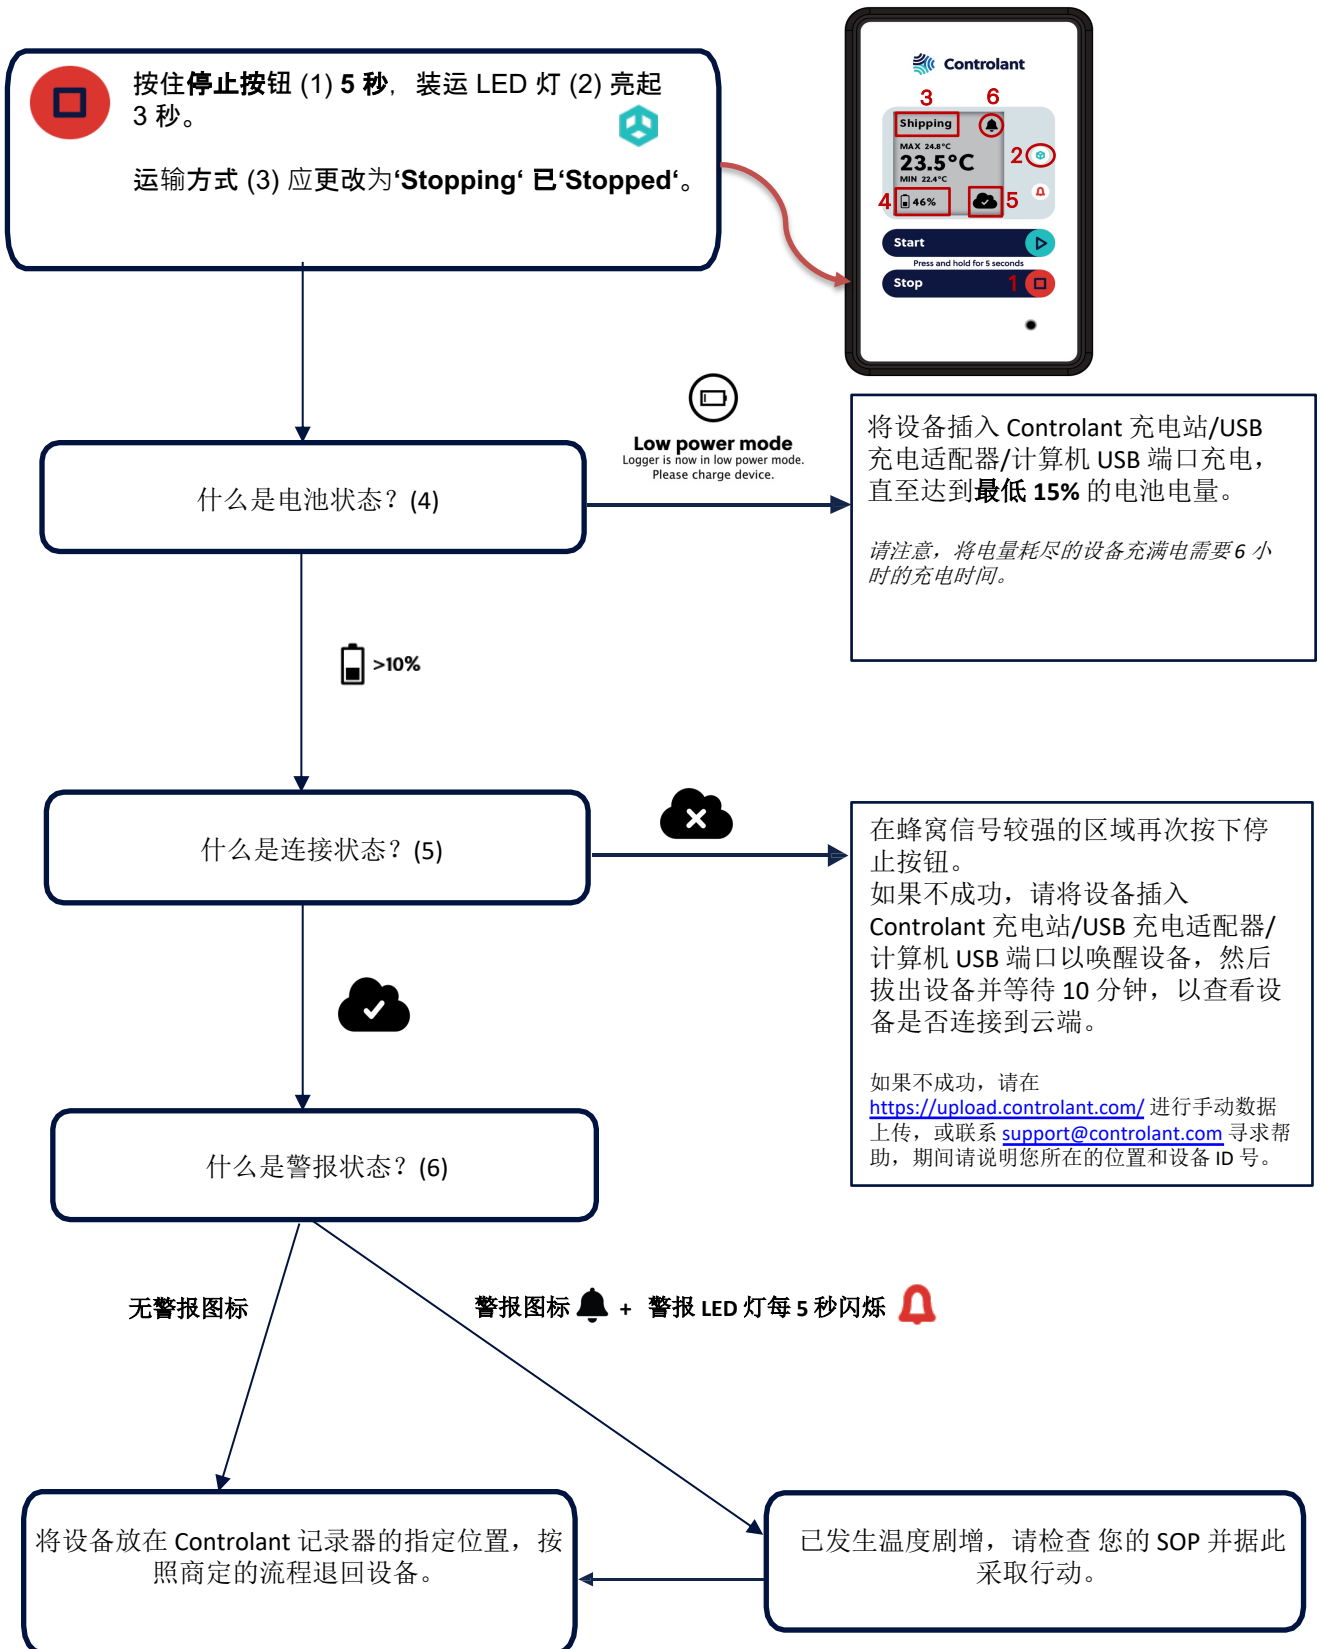 按住停止按钮 (1) 5 秒，装运 LED 灯 (2) 亮起
3 秒。
运输方式 (3) 应更改为‘Stopping‘ 已‘Stopped‘。
Controlant
3
6
Shipping
MAX 24.8°C
23.5°C
MIN 22.4°C
2
4
46%
5
Start
Press and hold for 5 seconds
Stop
1
什么是电池状态？(4)
Low power mode
Logger is now in low power mode.
Please charge device.
将设备插入 Controlant 充电站/USB
充电适配器/计算机 USB 端口充电，
直至达到最低 15% 的电池电量。
请注意，将电量耗尽的设备充满电需要 6 小
时的充电时间。
>10%
什么是连接状态？(5)
在蜂窝信号较强的区域再次按下停
止按钮。
如果不成功，请将设备插入
Controlant 充电站/USB 充电适配器/
计算机 USB 端口以唤醒设备，然后
拔出设备并等待 10 分钟，以查看设
备是否连接到云端。
如果不成功，请在
https://upload.controlant.com/ 进行手动数据
上传，或联系 support@controlant.com 寻求帮
助，期间请说明您所在的位置和设备 ID 号。
什么是警报状态？(6)
无警报图标
警报图标 + 警报 LED 灯每 5 秒闪烁
将设备放在 Controlant 记录器的指定位置，按
照商定的流程退回设备。
已发生温度剧增，请检查 您的 SOP 并据此
采取行动。